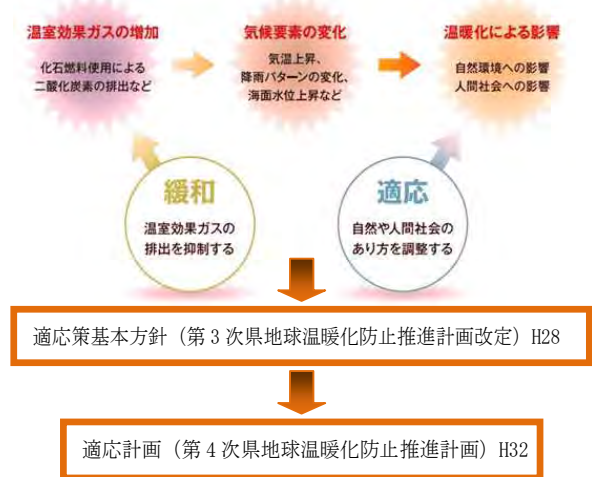 温室効果ガスの増加
化石燃料使用による
二酸化炭素の排出など
気候要素の変化
気温上昇、
降雨パターンの変化、
海面水位上昇など
温暖化による影響
自然環境への影響
人間社会への影響
緩和
温室効果ガスの
排出を抑制する
適応
自然や人間社会の
あり方を調整する
適応策基本方針（第3次県地球温暖化防止推進計画改定）H28
適応計画（第4次県地球温暖化防止推進計画）H32